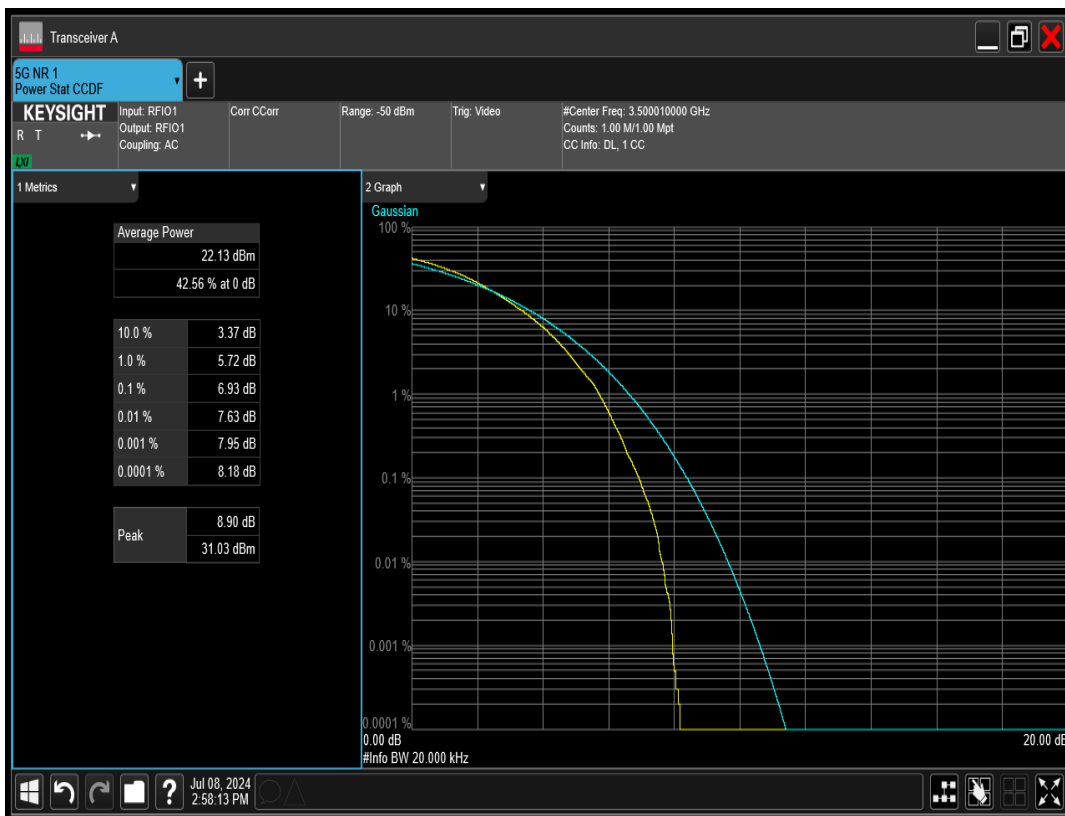 Transceiver A
5G NR 1
Power Stat CCDF
+
KEYSIGHT
R T
LXI
Input: RFIO1
Output: RFIO1
Coupling: AC
Corr CCorr
Range: -50 dBm
Trig: Video
#Center Freq: 3.500010000 GHz
Counts: 1.00 M/1.00 Mpt
CC Info: DL, 1 CC
1 Metrics
Average Power
22.13 dBm
42.56 % at 0 dB
10.0 % 3.37 dB
1.0 % 5.72 dB
0.1 % 6.93 dB
0.01 % 7.63 dB
0.001 % 7.95 dB
0.0001 % 8.18 dB
Peak
8.90 dB
31.03 dBm
2 Graph
Gaussian
100 %
10 %
1 %
0.1 %
0.01 %
0.001 %
0.0001 %
0.00 dB 20.00 dB
#Info BW 20.000 kHz
?
Jul 08, 2024
2:58:13 PM